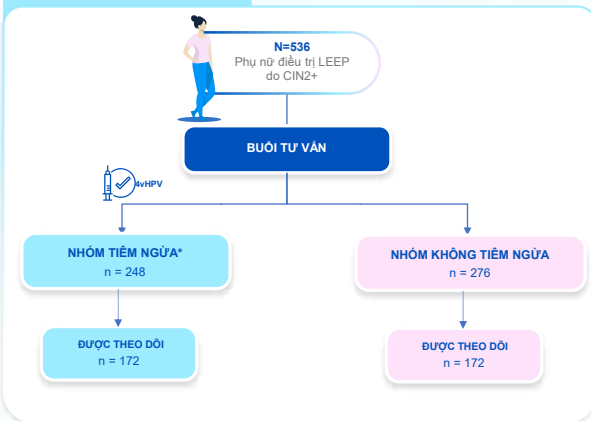 N=536
Phụ nữ điều trị LEEP
do CIN2+
BUỔI TƯ VẤN
4vHPV
NHÓM TIÊM NGỪA*
n = 248
NHÓM KHÔNG TIÊM NGỪA
n = 276
ĐƯỢC THEO DÕI
n = 172
ĐƯỢC THEO DÕI
n = 172